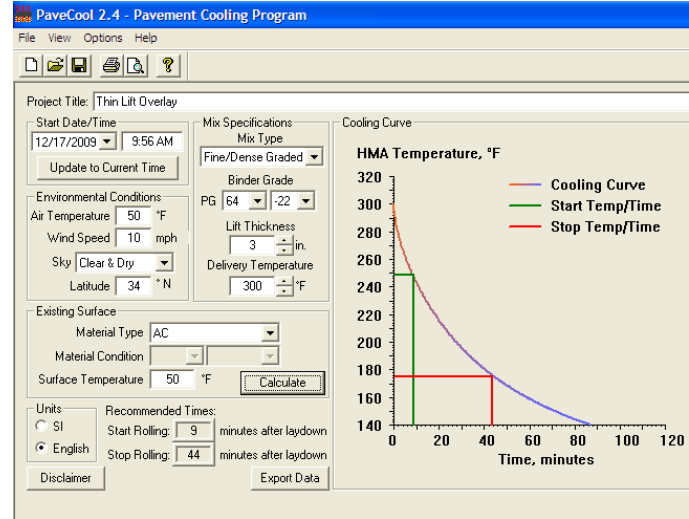 PaveCool 2.4 - Pavement Cooling Program
File View Options Help
Project Title: Thin Lift Overlay
Start Date/Time
12/17/2009 9:56 AM
Update to Current Time
Environmental Conditions
Air Temperature 50 °F
Wind Speed 10 mph
Sky Clear & Dry
Latitude 34 ° N
Mix Specifications
Mix Type
Fine/Dense Graded
Binder Grade
PG 64 -22
Lift Thickness
3 in.
Delivery Temperature
300 °F
Existing Surface
Material Type AC
Material Condition
Surface Temperature 50 °F Calculate
Units
SI
English
Recommended Times:
Start Rolling: 9 minutes after laydown
Stop Rolling: 44 minutes after laydown
Disclaimer Export Data
Cooling Curve
HMA Temperature, °F
320
300
280
260
240
220
200
180
160
140
0 20 40 60 80 100 120
Time, minutes
Cooling Curve
Start Temp/Time
Stop Temp/Time